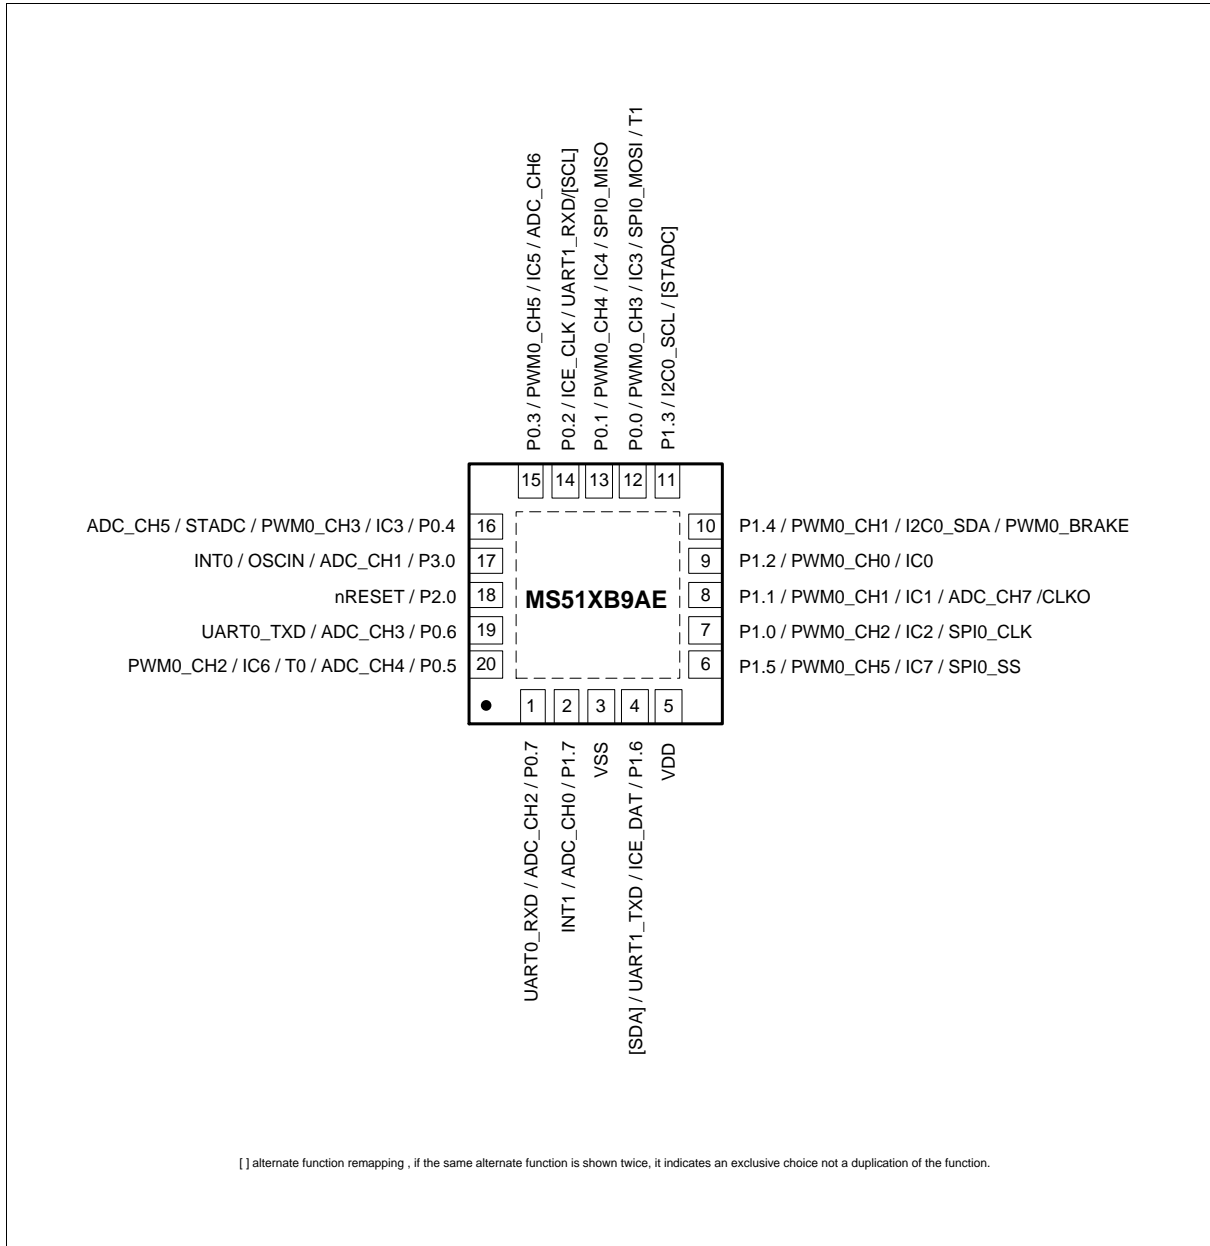 P0.3 / PWM0_CH5 / IC5 / ADC_CH6
P0.2 / ICE_CLK / UART1_RXD/[SCL]
P0.1 / PWM0_CH4 / IC4 / SPI0_MISO
P0.0 / PWM0_CH3 / IC3 / SPI0_MOSI / T1
P1.3 / I2C0_SCL / [STADC]
15 14 13 12 11
ADC_CH5 / STADC / PWM0_CH3 / IC3 / P0.4 16
INT0 / OSCIN / ADC_CH1 / P3.0 17
nRESET / P2.0 18
UART0_TXD / ADC_CH3 / P0.6 19
PWM0_CH2 / IC6 / T0 / ADC_CH4 / P0.5 20
MS51XB9AE
10 P1.4 / PWM0_CH1 / I2C0_SDA / PWM0_BRAKE
9 P1.2 / PWM0_CH0 / IC0
8 P1.1 / PWM0_CH1 / IC1 / ADC_CH7 /CLKO
7 P1.0 / PWM0_CH2 / IC2 / SPI0_CLK
6 P1.5 / PWM0_CH5 / IC7 / SPI0_SS
1 2 3 4 5
UART0_RXD / ADC_CH2 / P0.7
INT1 / ADC_CH0 / P1.7
VSS
[SDA] / UART1_TXD / ICE_DAT / P1.6
VDD
[ ] alternate function remapping , if the same alternate function is shown twice, it indicates an exclusive choice not a duplication of the function.